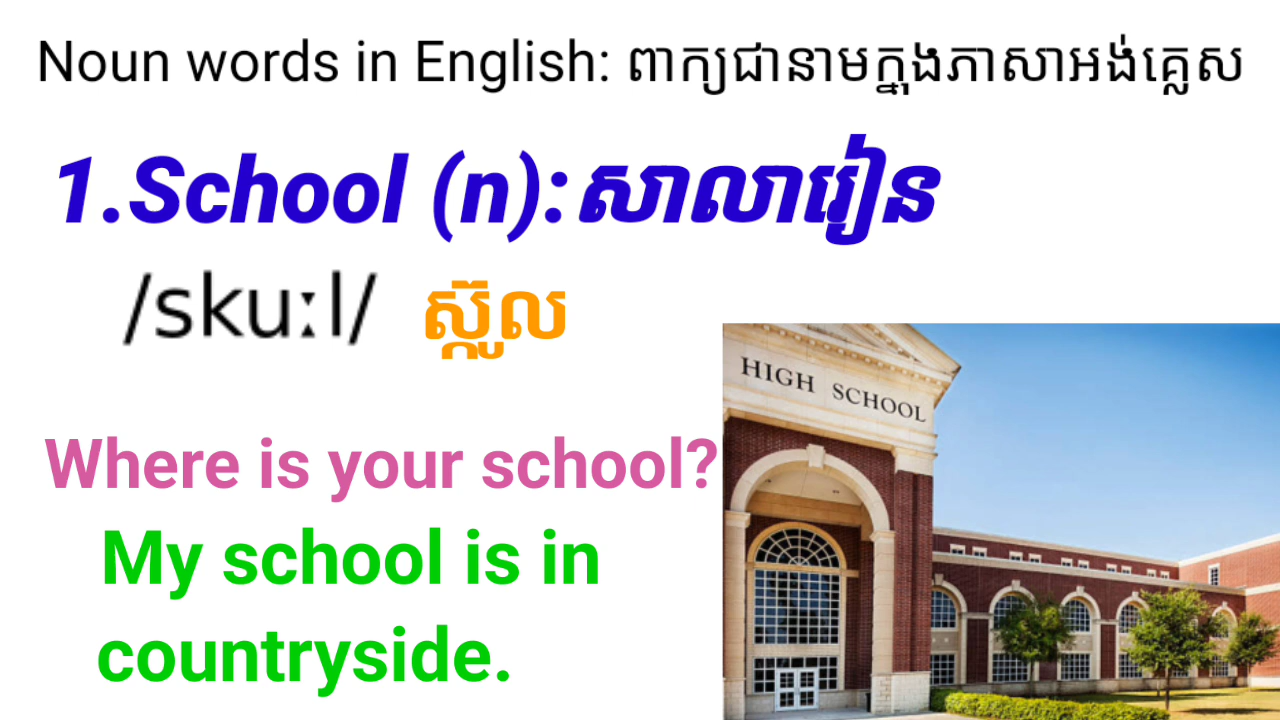 Noun words in English: ពាក្យជានាមក្នុងភាសាអង់គ្លេស
1.School (n):សាលារៀន
/skuːl/ ស្គ៊ូល
HIGH SCHOOL
Where is your school?
My school is in
countryside.